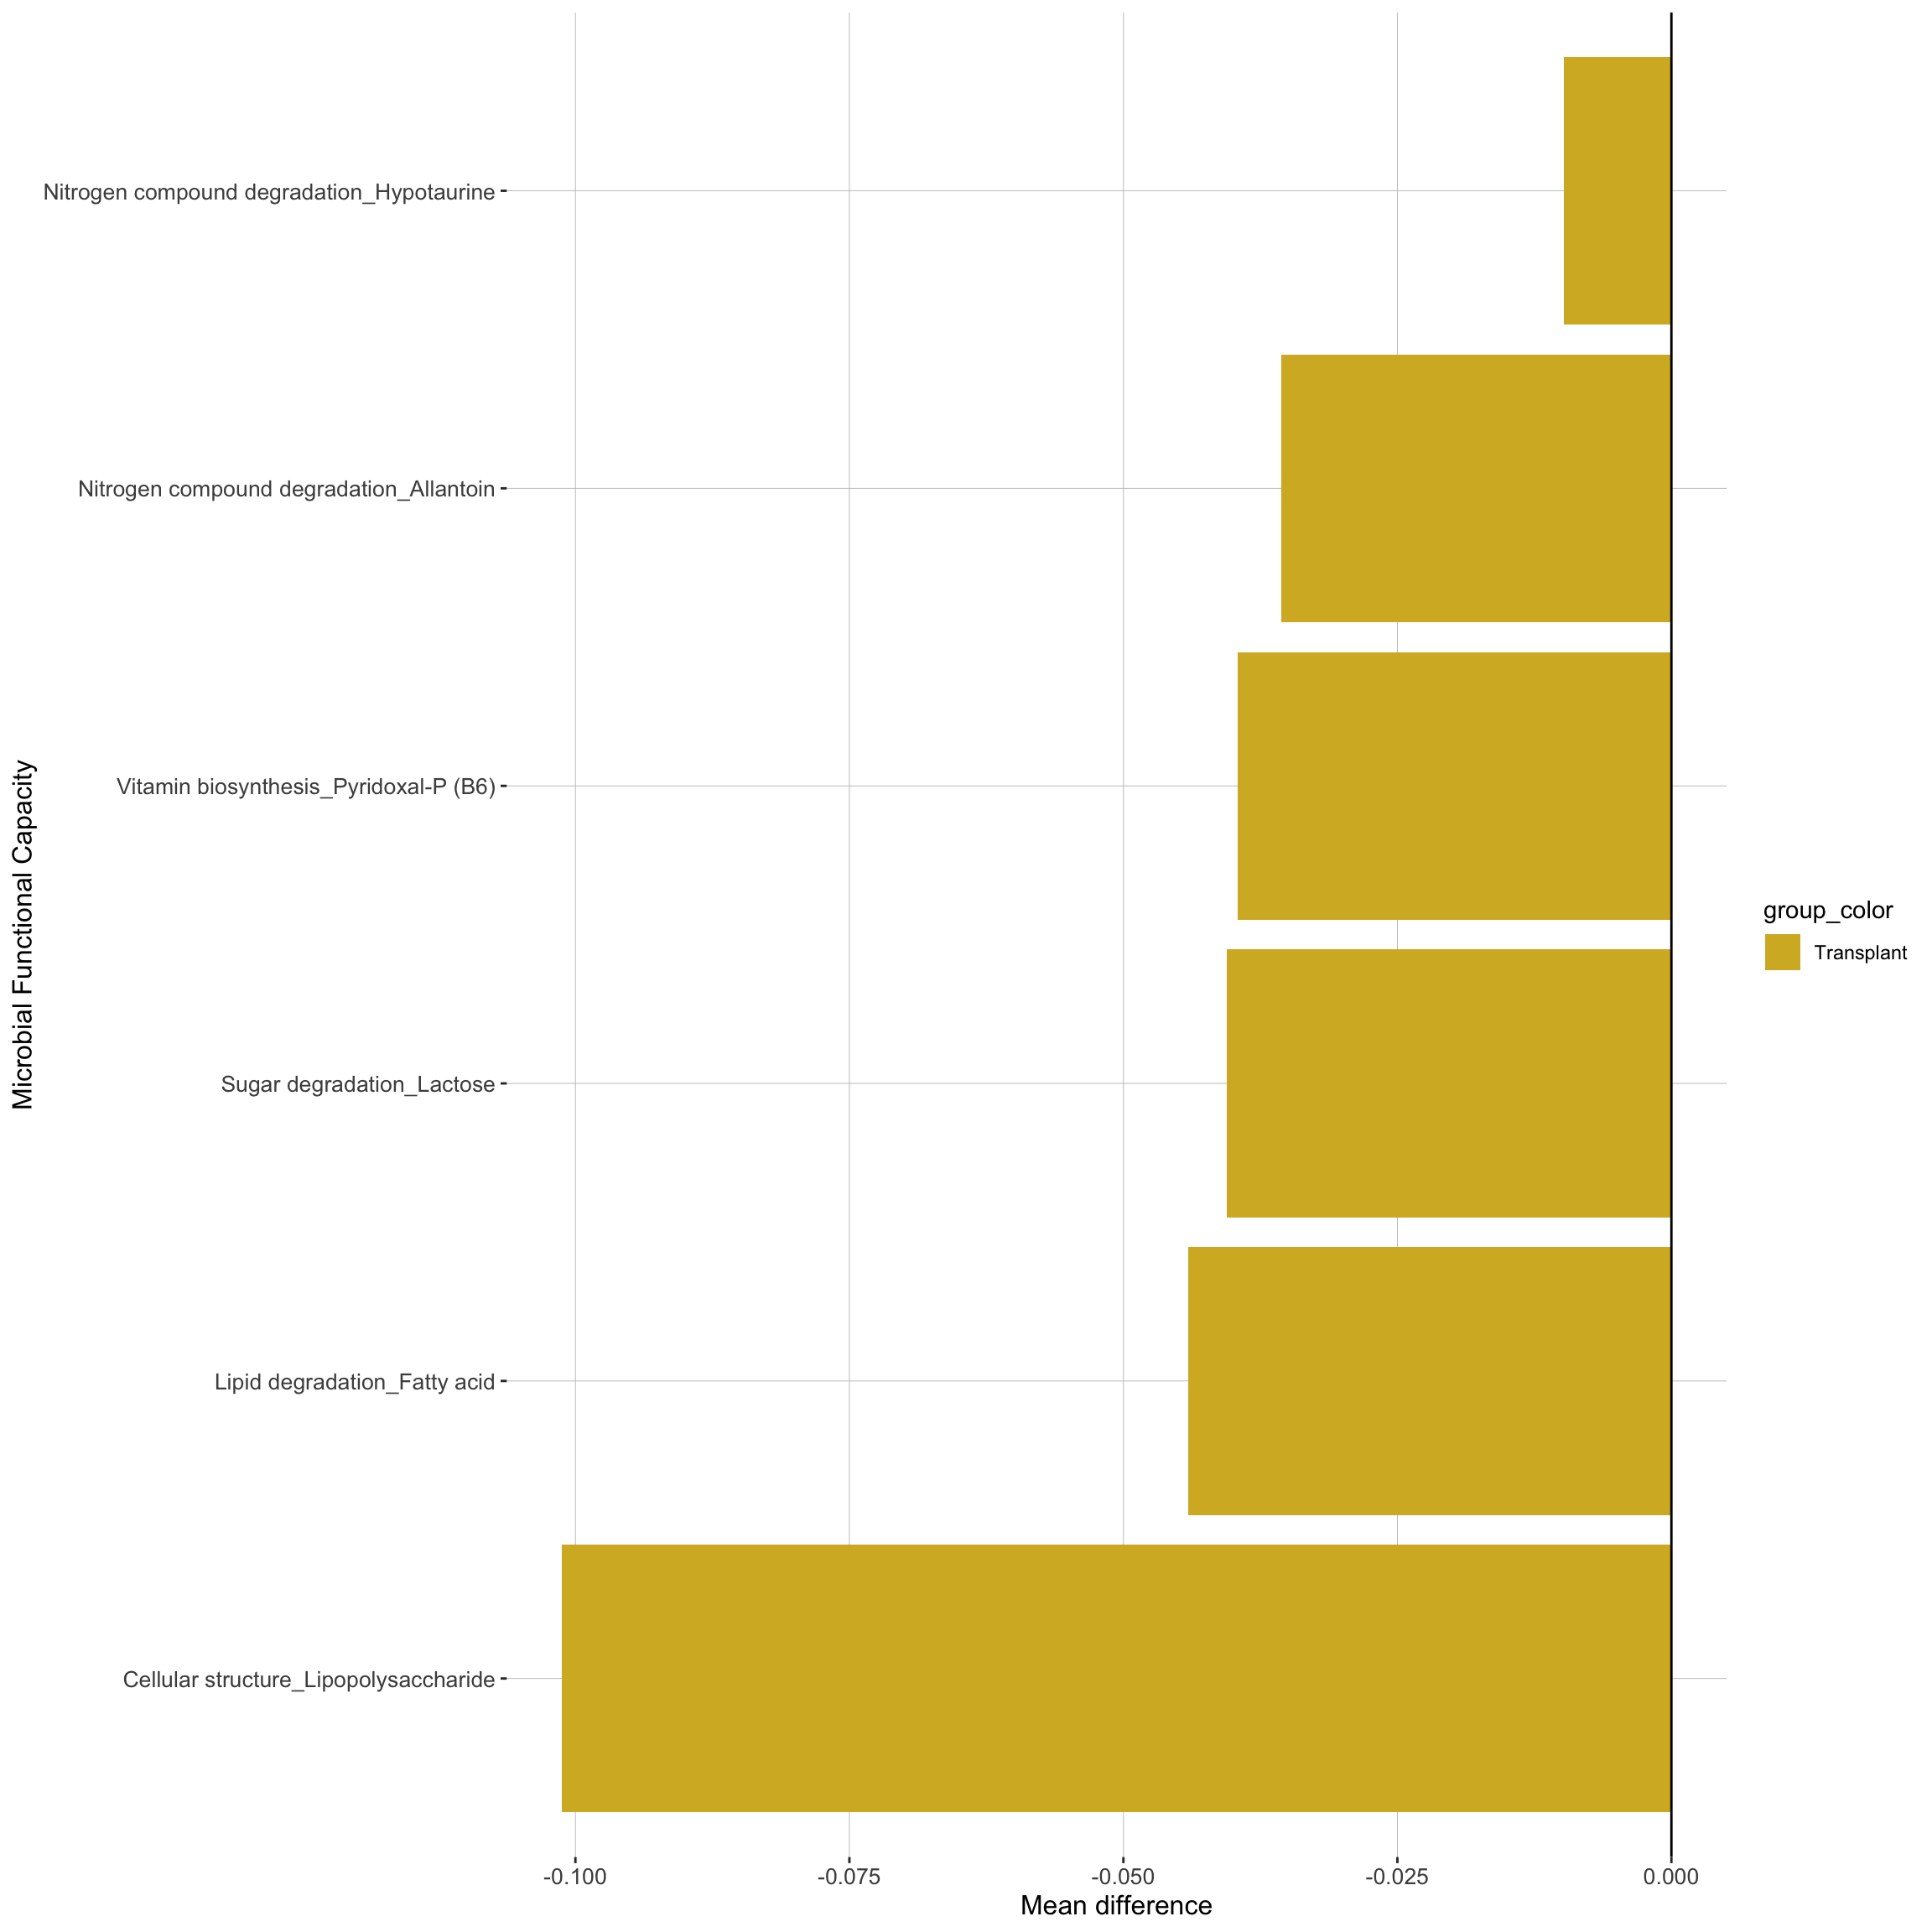 Microbial Functional Capacity
Nitrogen compound degradation_Hypotaurine
Nitrogen compound degradation_Allantoin
Vitamin biosynthesis_Pyridoxal-P (B6)
Sugar degradation_Lactose
Lipid degradation_Fatty acid
Cellular structure_Lipopolysaccharide
-0.100 -0.075 -0.050 -0.025 0.000
Mean difference
group_color
Transplant